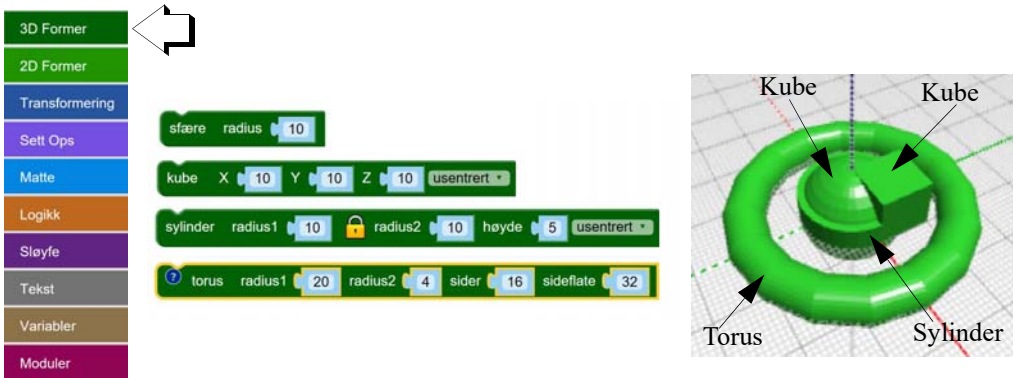 3D Former
2D Former
Transformering
Sett Ops
Matte
Logikk
Sløyfe
Tekst
Variabler
Moduler
sfære radius 10
kube X 10 Y 10 Z 10 usentrert
sylinder radius1 10 radius2 10 høyde 5 usentrert
? torus radius1 20 radius2 4 sider 16 sideflate 32
Kube
Kube
Torus
Sylinder